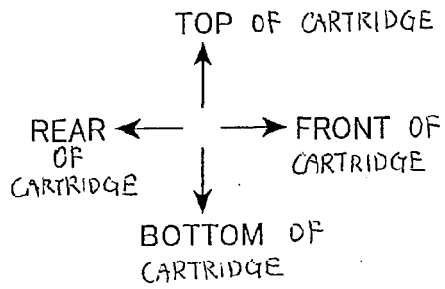 TOP OF CARTRIDGE
REAR
OF
CARTRIDGE
FRONT OF
CARTRIDGE
BOTTOM OF
CARTRIDGE